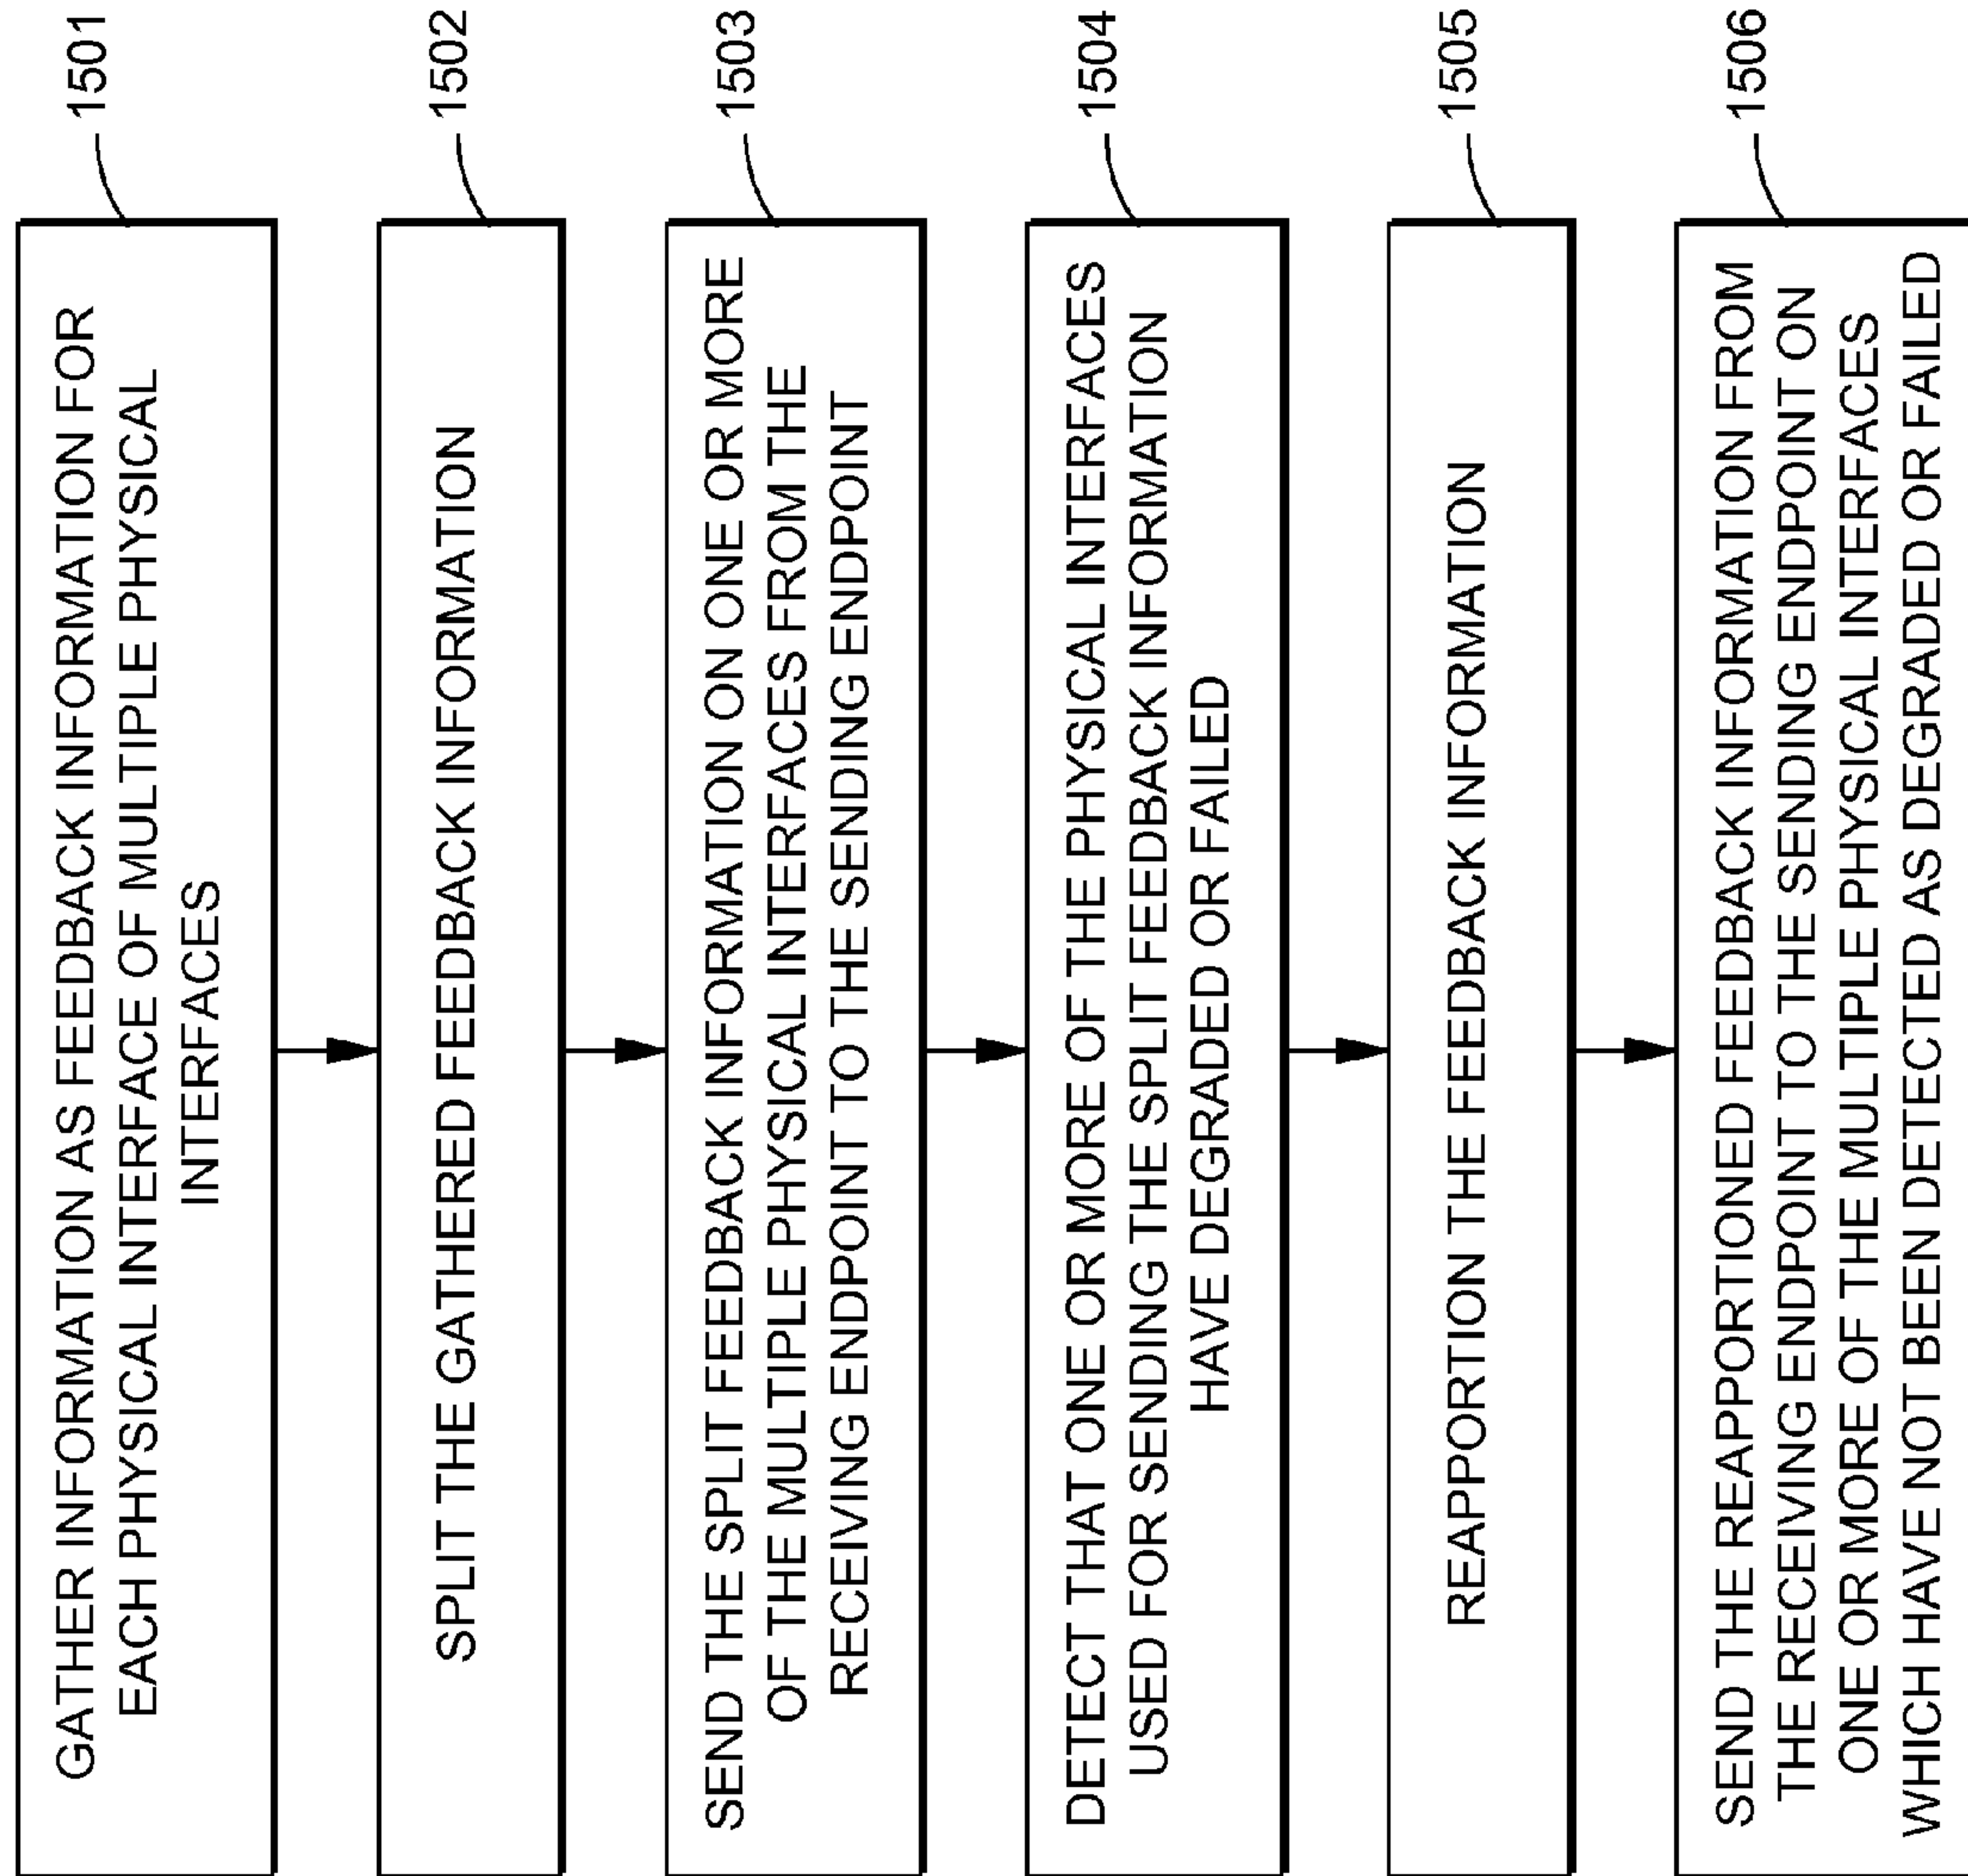 GATHER INFORMATION AS FEEDBACK INFORMATION FOR
EACH PHYSICAL INTERFACE OF MULTIPLE PHYSICAL
INTERFACES
1501
SPLIT THE GATHERED FEEDBACK INFORMATION
1502
SEND THE SPLIT FEEDBACK INFORMATION ON ONE OR MORE
OF THE MULTIPLE PHYSICAL INTERFACES FROM THE
RECEIVING ENDPOINT TO THE SENDING ENDPOINT
1503
DETECT THAT ONE OR MORE OF THE PHYSICAL INTERFACES
USED FOR SENDING THE SPLIT FEEDBACK INFORMATION
HAVE DEGRADED OR FAILED
1504
REAPPORTION THE FEEDBACK INFORMATION
1505
SEND THE REAPPORTIONED FEEDBACK INFORMATION FROM
THE RECEIVING ENDPOINT TO THE SENDING ENDPOINT ON
ONE OR MORE OF THE MULTIPLE PHYSICAL INTERFACES
WHICH HAVE NOT BEEN DETECTED AS DEGRADED OR FAILED
1506